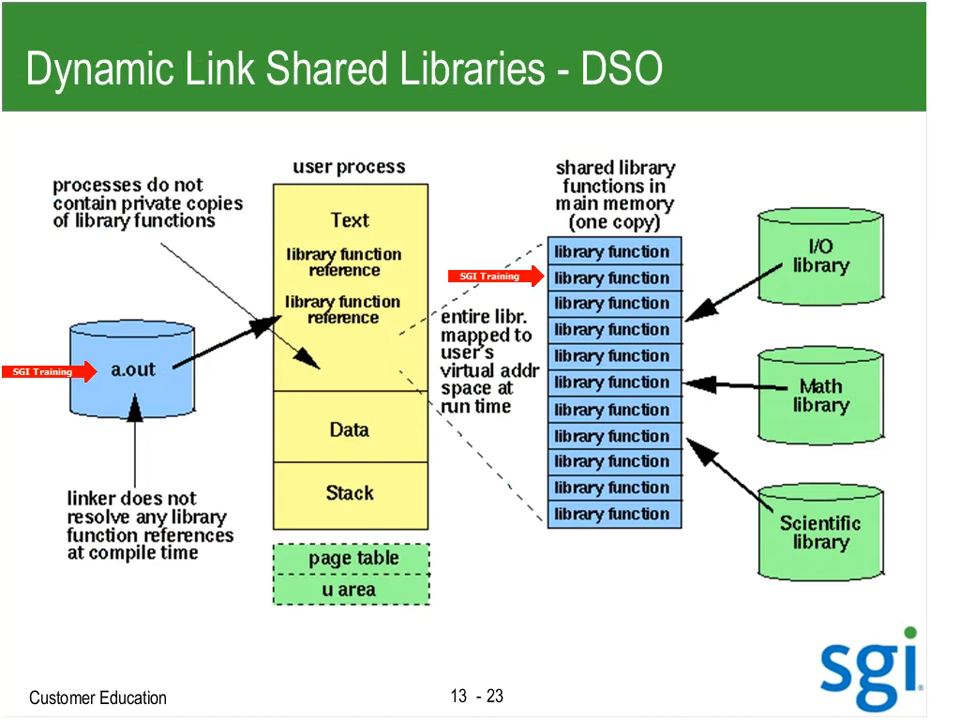 Dynamic Link Shared Libraries - DSO
processes do not
contain private copies
of library functions
user process
Text
library function
reference
library function
reference
Data
Stack
page table
u area
SGI Training
a.out
linker does not
resolve any library
function references
at compile time
entire libr.
mapped to
user's
virtual addr
space at
run time
shared library
functions in
main memory
(one copy)
SGI Training
library function
library function
library function
library function
library function
library function
library function
library function
library function
library function
library function
I/O
library
Math
library
Scientific
library
Customer Education
13 - 23
sgi